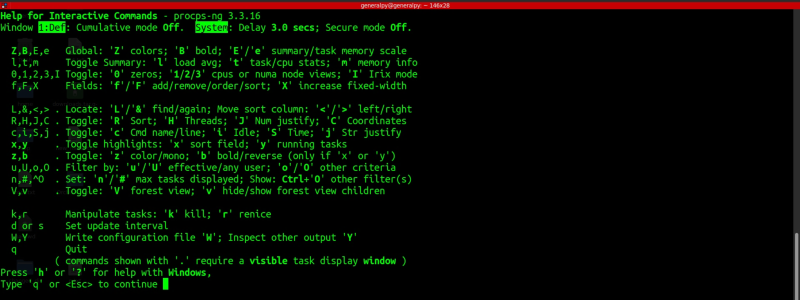 generalpy@generalpy: ~ 146x28
Help for Interactive Commands - procps-ng 3.3.16
Window 1:Def: Cumulative mode Off.  System: Delay 3.0 secs; Secure mode Off.
Z,B,E,e   Global: 'Z' colors; 'B' bold; 'E'/'e' summary/task memory scale
l,t,m     Toggle Summary: 'l' load avg; 't' task/cpu stats; 'm' memory info
0,1,2,3,I Toggle: '0' zeros; '1/2/3' cpus or numa node views; 'I' Irix mode
f,F,X     Fields: 'f'/'F' add/remove/order/sort; 'X' increase fixed-width
L,&,<,> . Locate: 'L'/'&' find/again; Move sort column: '<'/'>' left/right
R,H,J,C . Toggle: 'R' Sort; 'H' Threads; 'J' Num justify; 'C' Coordinates
c,i,S,j . Toggle: 'c' Cmd name/line; 'i' Idle; 'S' Time; 'j' Str justify
x,y     . Toggle highlights: 'x' sort field; 'y' running tasks
z,b     . Toggle: 'z' color/mono; 'b' bold/reverse (only if 'x' or 'y')
u,U,o,O . Filter by: 'u'/'U' effective/any user; 'o'/'O' other criteria
n,#,^O  . Set: 'n'/'#' max tasks displayed; Show: Ctrl+'O' other filter(s)
V,v     . Toggle: 'V' forest view; 'v' hide/show forest view children
k,r       Manipulate tasks: 'k' kill; 'r' renice
d or s    Set update interval
W,Y       Write configuration file 'W'; Inspect other output 'Y'
q         Quit
( commands shown with '.' require a visible task display window )
Press 'h' or '?' for help with Windows,
Type 'q' or <Esc> to continue